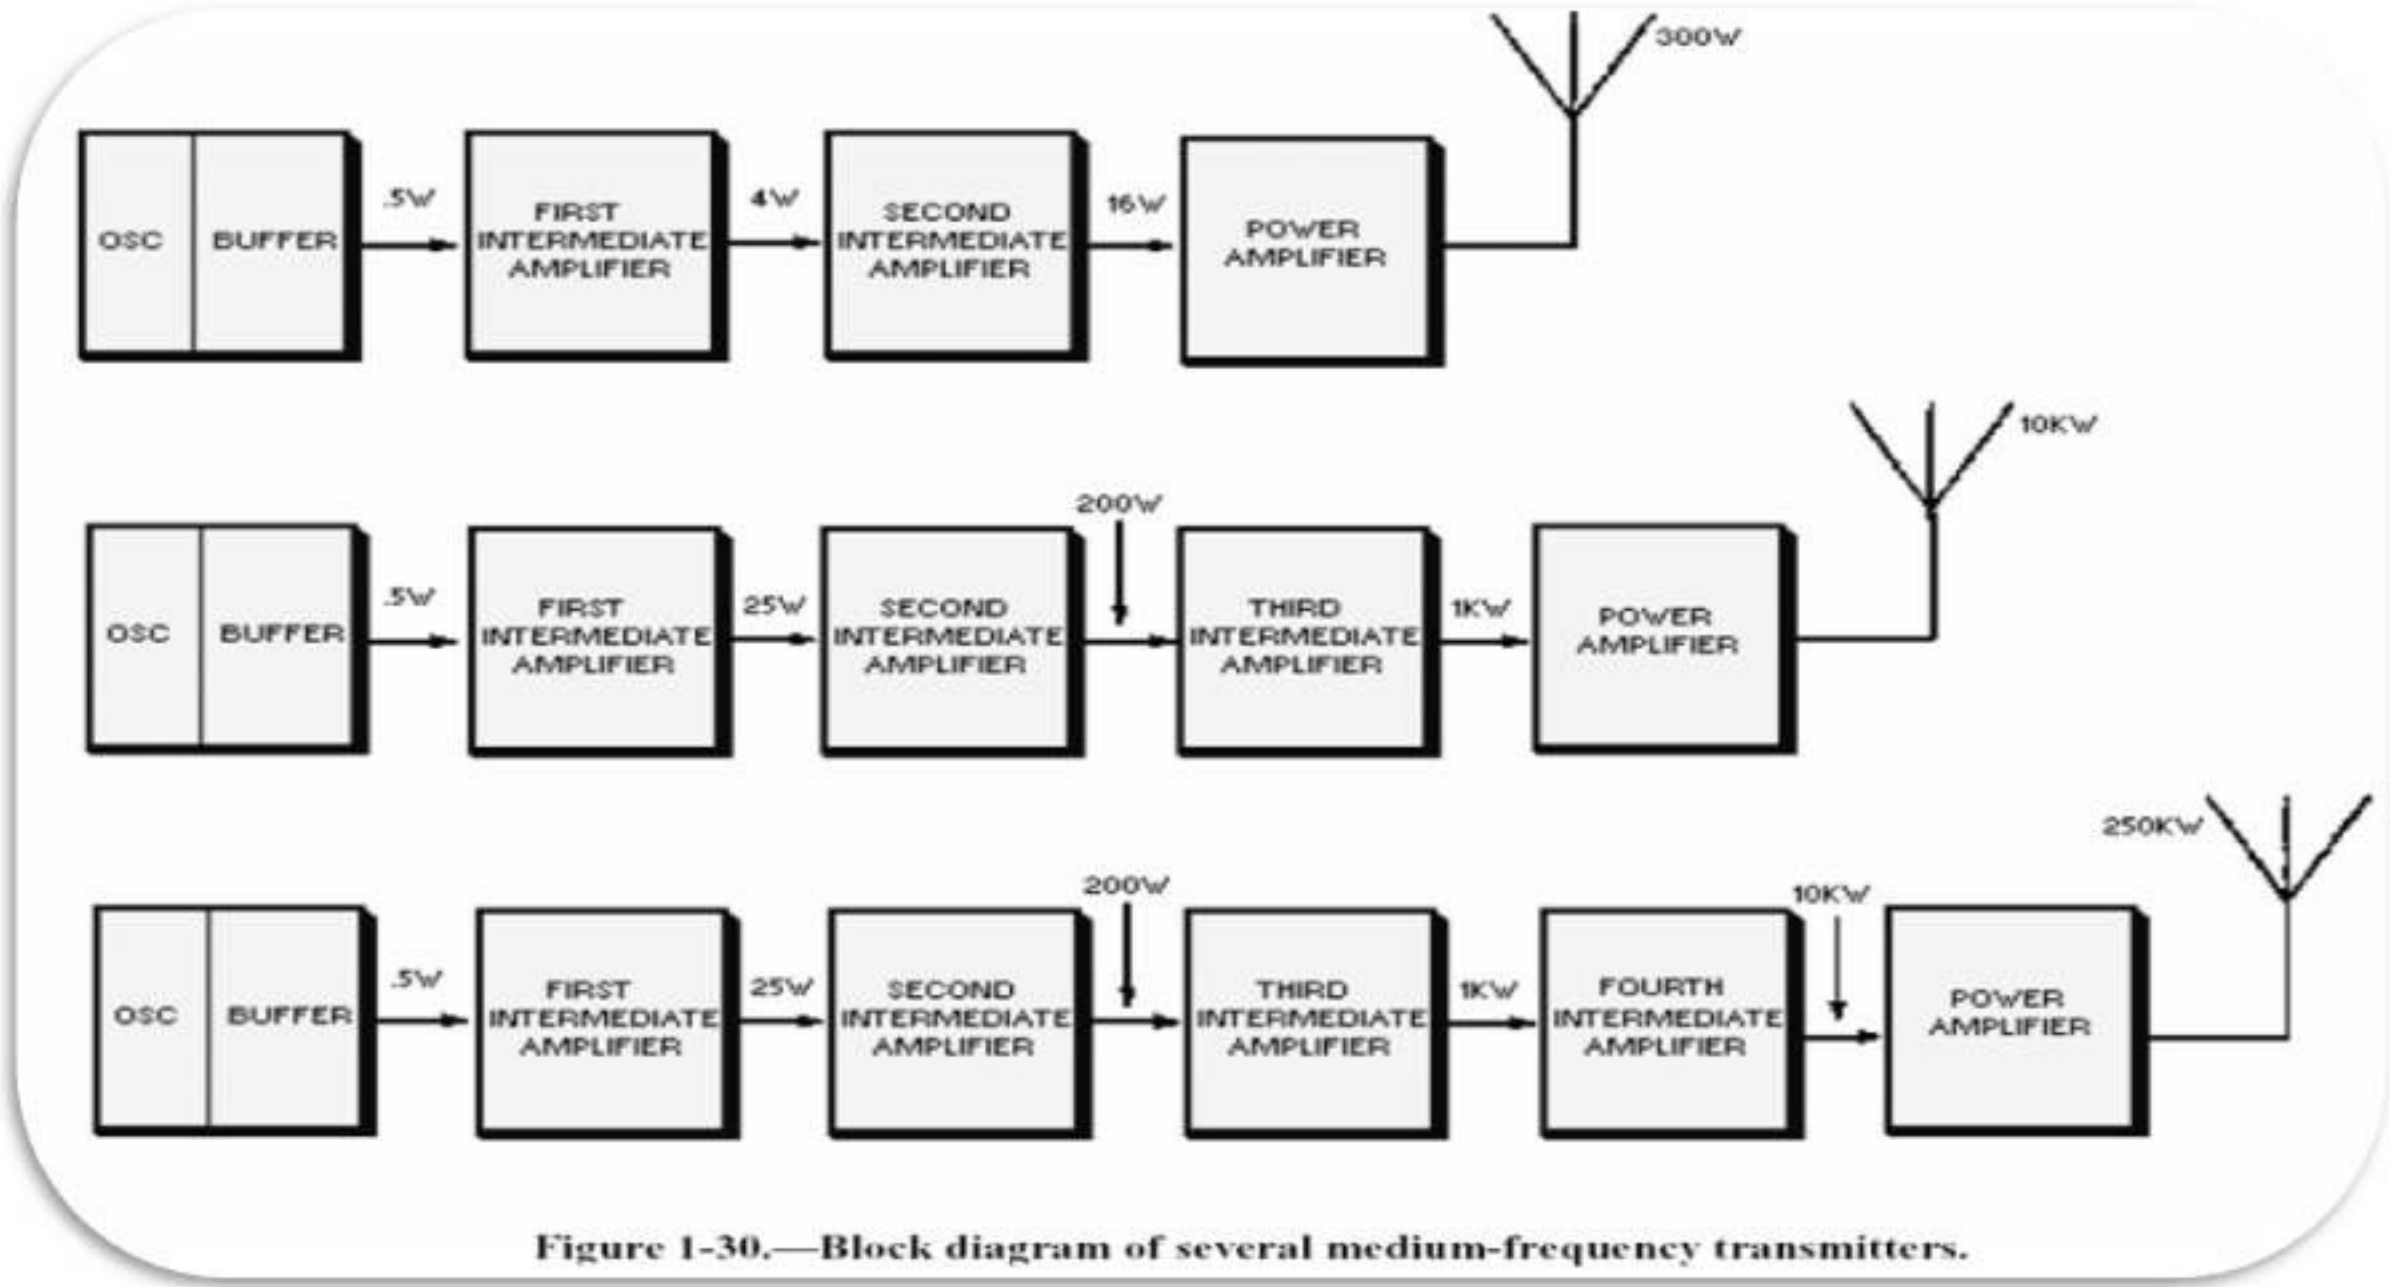 300W
.5W
4W
16W
OSC
BUFFER
FIRST
INTERMEDIATE
AMPLIFIER
SECOND
INTERMEDIATE
AMPLIFIER
POWER
AMPLIFIER
10KW
200W
.5W
25W
1KW
OSC
BUFFER
FIRST
INTERMEDIATE
AMPLIFIER
SECOND
INTERMEDIATE
AMPLIFIER
THIRD
INTERMEDIATE
AMPLIFIER
POWER
AMPLIFIER
250KW
200W
10KW
.5W
25W
1KW
OSC
BUFFER
FIRST
INTERMEDIATE
AMPLIFIER
SECOND
INTERMEDIATE
AMPLIFIER
THIRD
INTERMEDIATE
AMPLIFIER
FOURTH
INTERMEDIATE
AMPLIFIER
POWER
AMPLIFIER
Figure 1-30.—Block diagram of several medium-frequency transmitters.